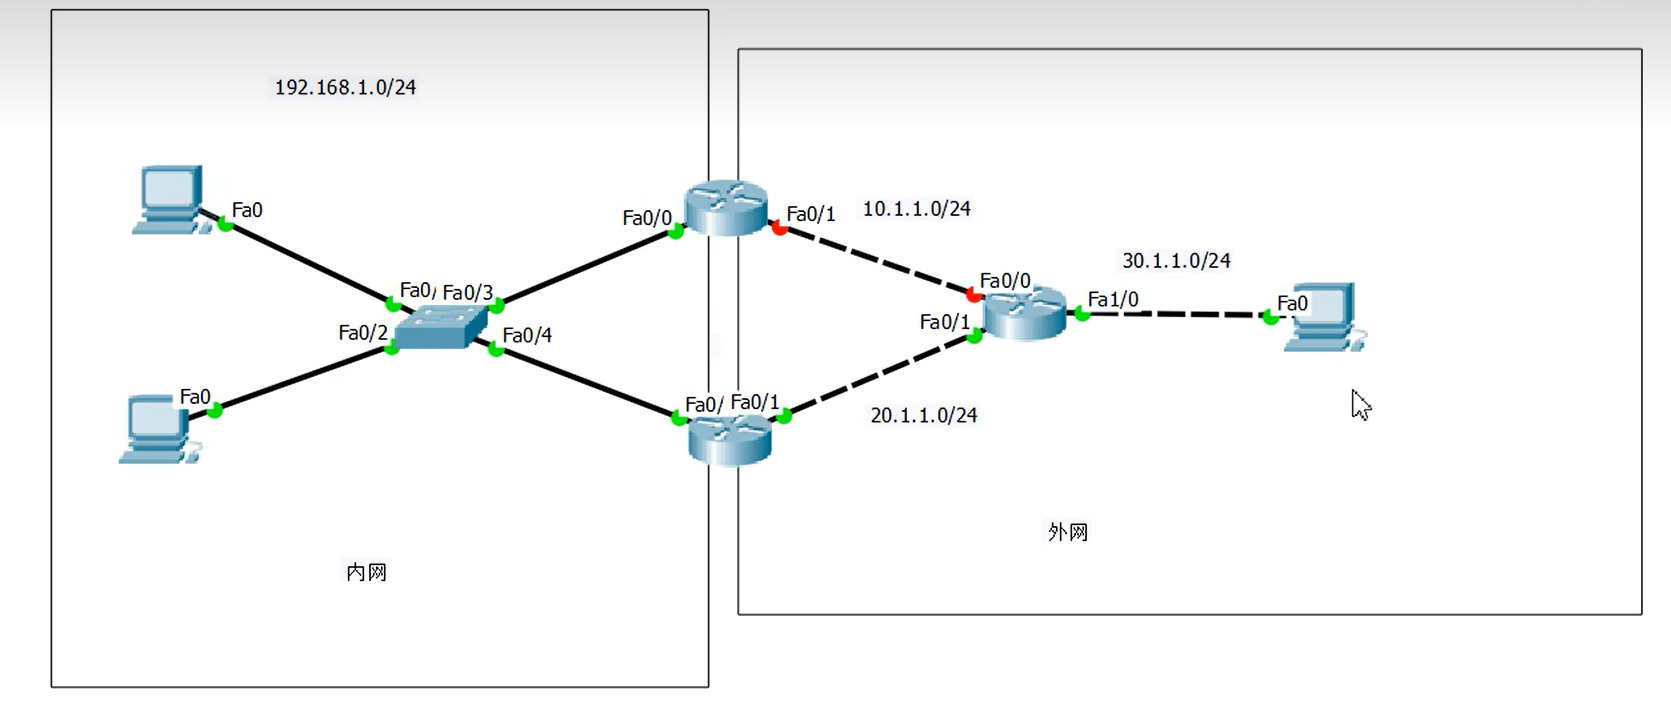 192.168.1.0/24
Fa0
Fa0/0
Fa0/1
10.1.1.0/24
30.1.1.0/24
Fa0/ Fa0/3
Fa0/0
Fa1/0
Fa0
Fa0/2
Fa0/4
Fa0/1
Fa0
Fa0/ Fa0/1
20.1.1.0/24
外网
内网